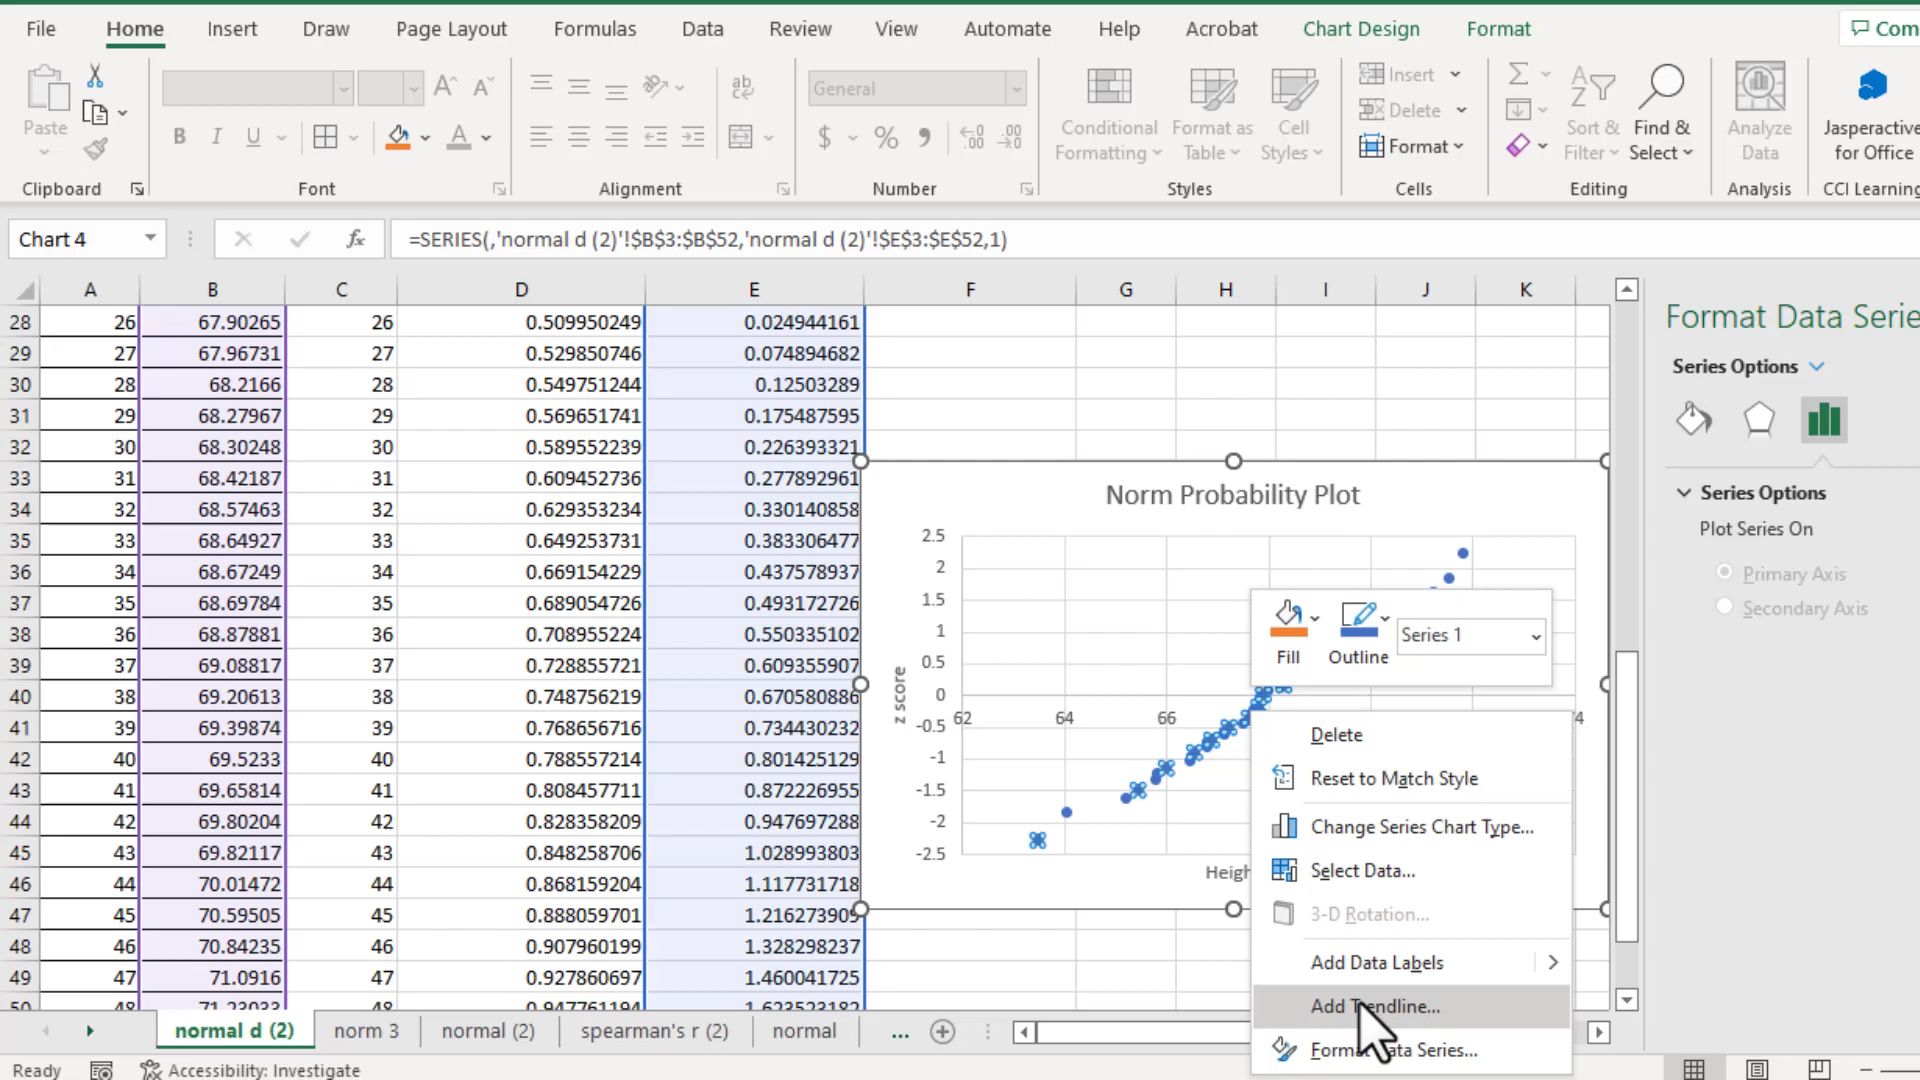 File Home Insert Draw Page Layout Formulas Data Review View Automate Help Acrobat Chart Design Format Com
Paste
General
$ % 9
Conditional Formatting
Format as Table
Cell Styles
Insert
Delete
Format
Sort & Filter
Find & Select
Analyze Data
Jasperactive for Office
Clipboard Font Alignment Number Styles Cells Editing Analysis CCI Learning
Chart 4 fx =SERIES(,'normal d (2)'!$B$3:$B$52,'normal d (2)'!$E$3:$E$52,1)
A B C D E F G H I J K
28 26 67.90265 26 0.509950249 0.024944161
29 27 67.96731 27 0.529850746 0.074894682
30 28 68.2166 28 0.549751244 0.12503289
31 29 68.27967 29 0.569651741 0.175487595
32 30 68.30248 30 0.589552239 0.226393321
33 31 68.42187 31 0.609452736 0.277892961
34 32 68.57463 32 0.629353234 0.330140858
35 33 68.64927 33 0.649253731 0.383306477
36 34 68.67249 34 0.669154229 0.437578937
37 35 68.69784 35 0.689054726 0.493172726
38 36 68.87881 36 0.708955224 0.550335102
39 37 69.08817 37 0.728855721 0.609355907
40 38 69.20613 38 0.748756219 0.670580886
41 39 69.39874 39 0.768656716 0.734430232
42 40 69.5233 40 0.788557214 0.801425129
43 41 69.65814 41 0.808457711 0.872226955
44 42 69.80204 42 0.828358209 0.947697288
45 43 69.82117 43 0.848258706 1.028993803
46 44 70.01472 44 0.868159204 1.117731718
47 45 70.59505 45 0.888059701 1.216273909
48 46 70.84235 46 0.907960199 1.328298237
49 47 71.0916 47 0.927860697 1.460041725
50 48 71.23033 48 0.947761194 1.623523182
Norm Probability Plot
2.5
2
1.5
1
0.5
0
-0.5
-1
-1.5
-2
-2.5
z score
62 64 66 4
Heigh
Fill Outline Series 1
Delete
Reset to Match Style
Change Series Chart Type...
Select Data...
3-D Rotation...
Add Data Labels
Add Trendline...
Format Data Series...
Format Data Serie
Series Options
Series Options
Plot Series On
Primary Axis
Secondary Axis
normal d (2) norm 3 normal (2) spearman's r (2) normal ...
Ready Accessibility: Investigate